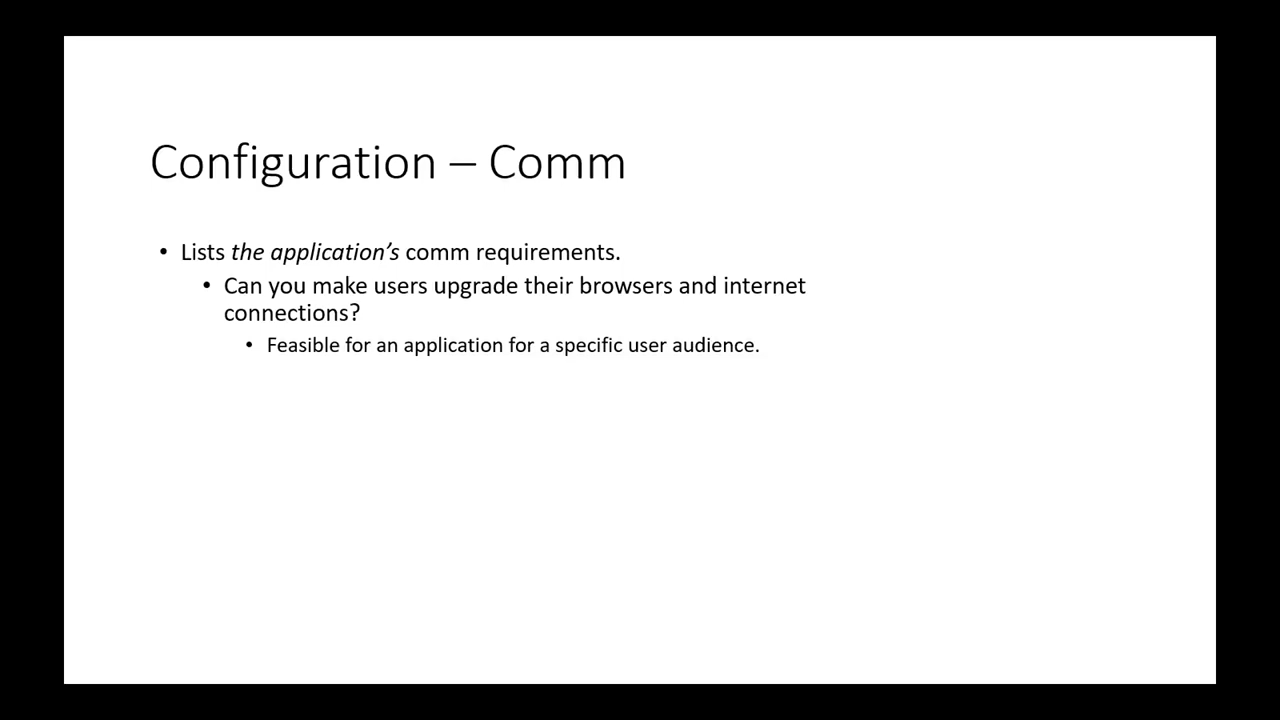 Configuration – Comm
• Lists the application’s comm requirements.
• Can you make users upgrade their browsers and internet
connections?
• Feasible for an application for a specific user audience.